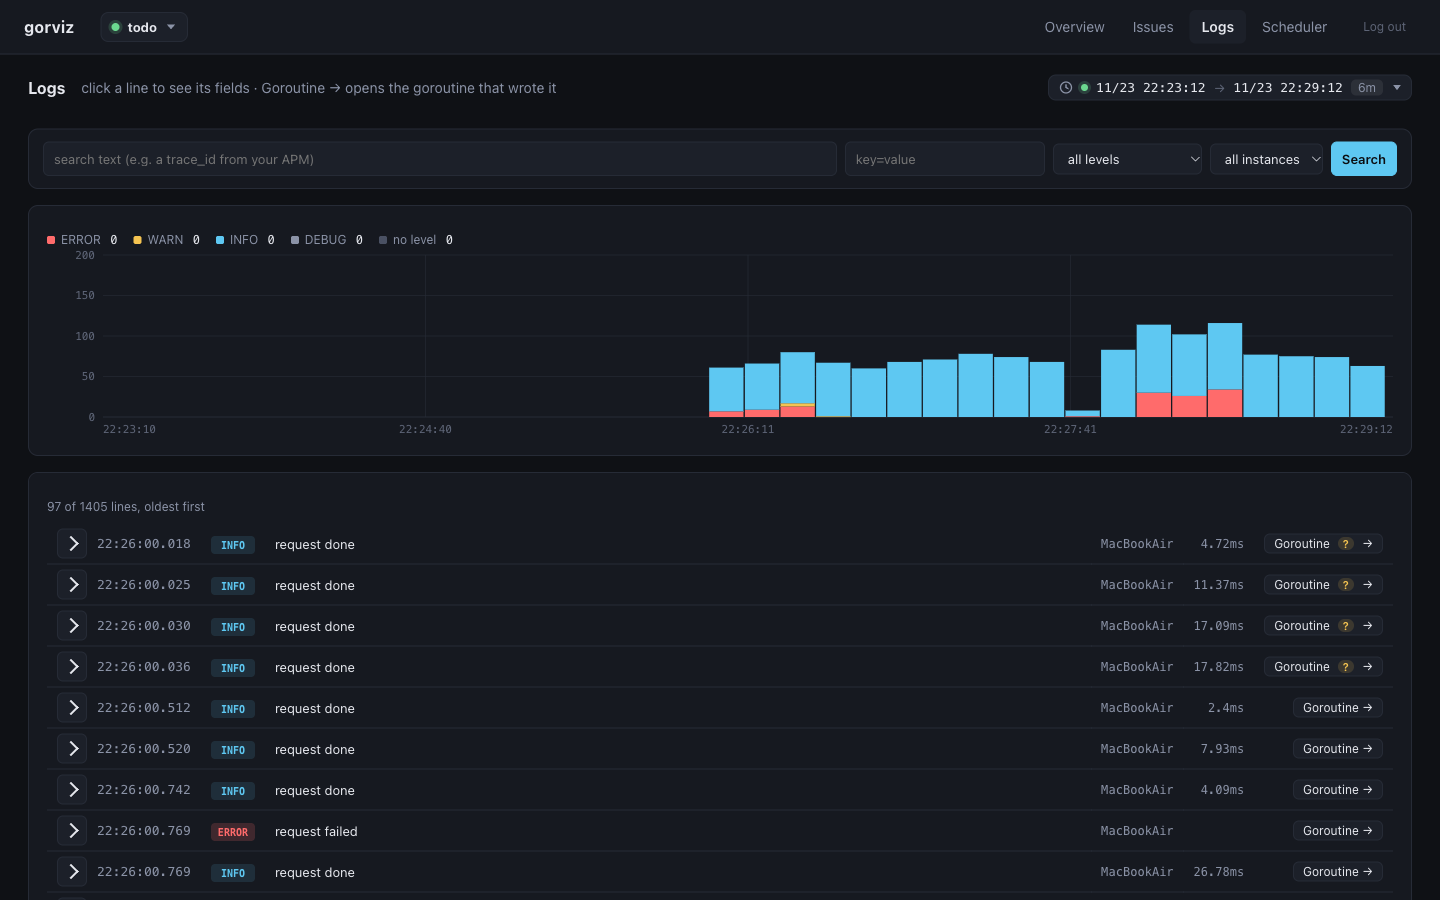 gorviz todo Overview Issues Logs Scheduler Log out
Logs click a line to see its fields · Goroutine → opens the goroutine that wrote it 11/23 22:23:12 → 11/23 22:29:12 6m
search text (e.g. a trace_id from your APM) key=value all levels all instances Search
ERROR 0 WARN 0 INFO 0 DEBUG 0 no level 0
200
150
100
50
0
22:23:10 22:24:40 22:26:11 22:27:41 22:29:12
97 of 1405 lines, oldest first
22:26:00.018 INFO request done MacBookAir 4.72ms Goroutine ? →
22:26:00.025 INFO request done MacBookAir 11.37ms Goroutine ? →
22:26:00.030 INFO request done MacBookAir 17.09ms Goroutine ? →
22:26:00.036 INFO request done MacBookAir 17.82ms Goroutine ? →
22:26:00.512 INFO request done MacBookAir 2.4ms Goroutine →
22:26:00.520 INFO request done MacBookAir 7.93ms Goroutine →
22:26:00.742 INFO request done MacBookAir 4.09ms Goroutine →
22:26:00.769 ERROR request failed MacBookAir Goroutine →
22:26:00.769 INFO request done MacBookAir 26.78ms Goroutine →